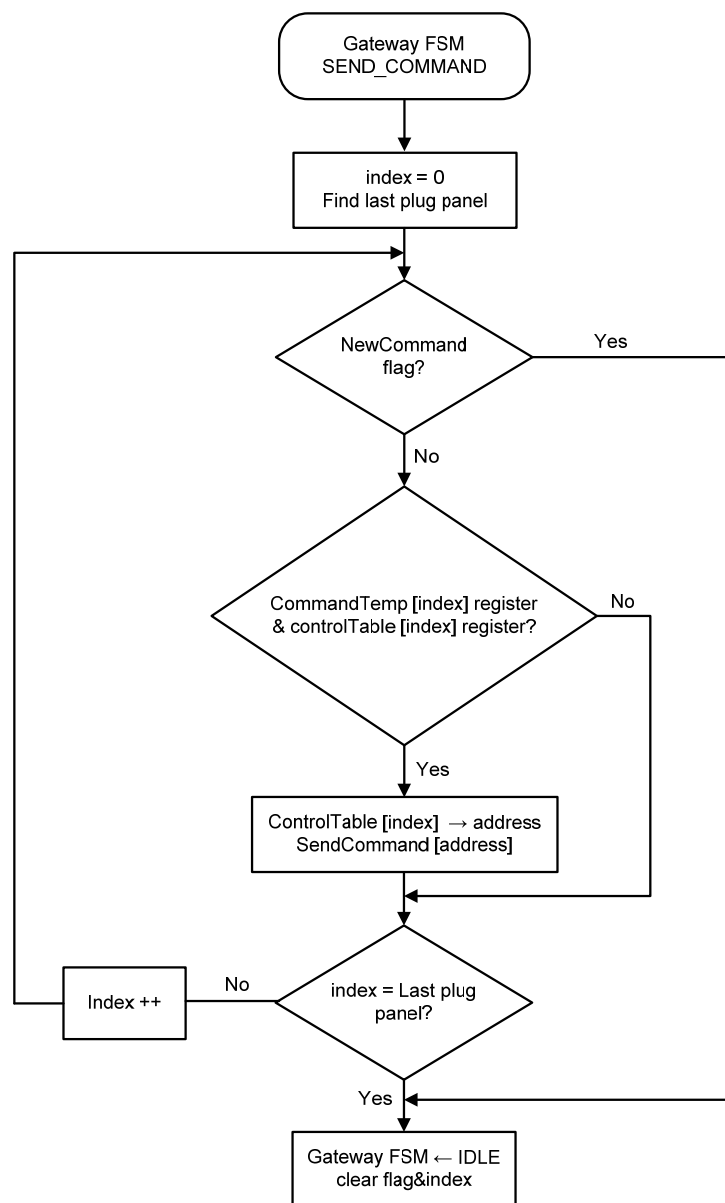 Gateway FSM
SEND_COMMAND
index = 0
Find last plug panel
NewCommand
flag?
Yes
No
CommandTemp [index] register
& controlTable [index] register?
No
Yes
ControlTable [index] → address
SendCommand [address]
index = Last plug
panel?
No
Index ++
Yes
Gateway FSM ← IDLE
clear flag&index